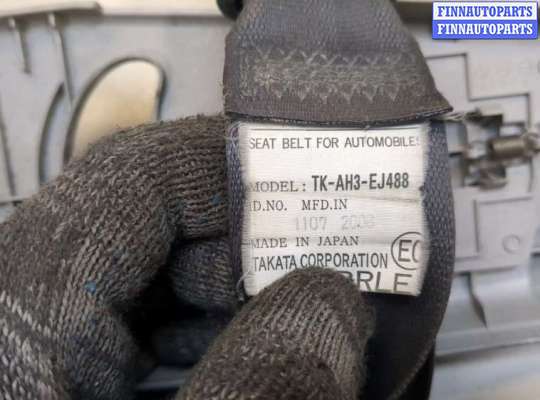 FINNAUTOPARTS
FINNAUTOPARTS
SEAT BELT FOR AUTOMOBILES
MODEL: TK-AH3-EJ488
I.D.NO. MFD.IN
1107
MADE IN JAPAN
TAKATA CORPORATION